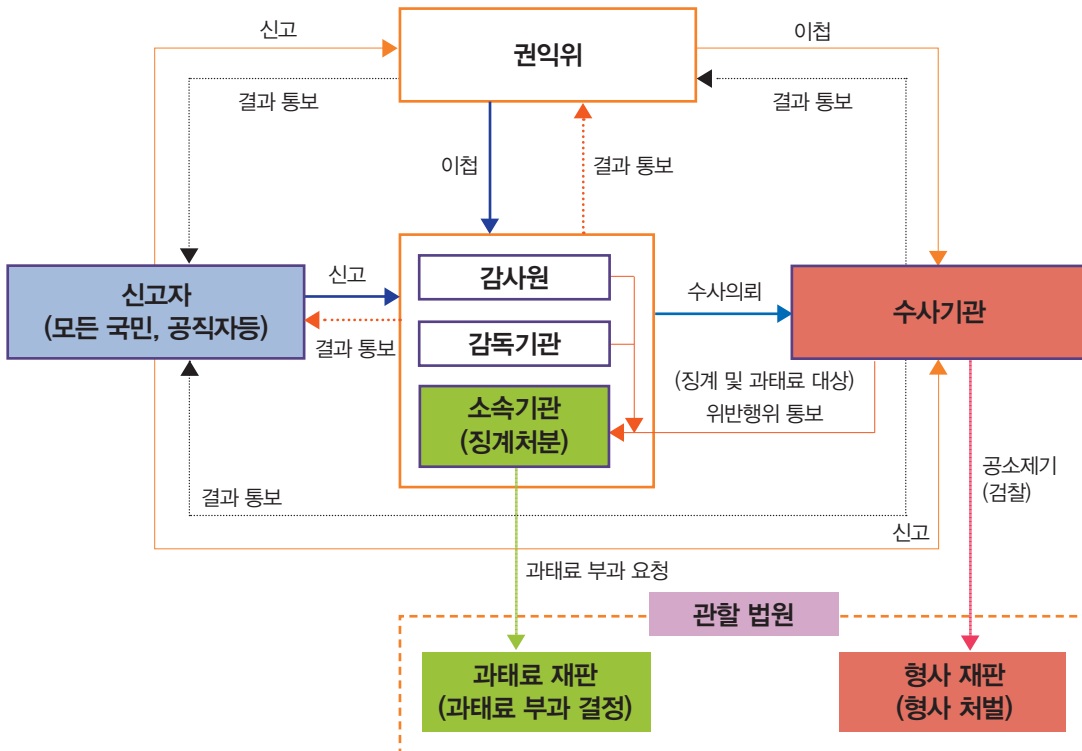 신고
권익위
이첩
결과 통보
결과 통보
이첩
결과 통보
신고자
(모든 국민, 공직자등)
신고
결과 통보
감사원
감독기관
소속기관
(징계처분)
수사의뢰
수사기관
(징계 및 과태료 대상)
위반행위 통보
공소제기
(검찰)
결과 통보
신고
과태료 부과 요청
관할 법원
과태료 재판
(과태료 부과 결정)
형사 재판
(형사 처벌)